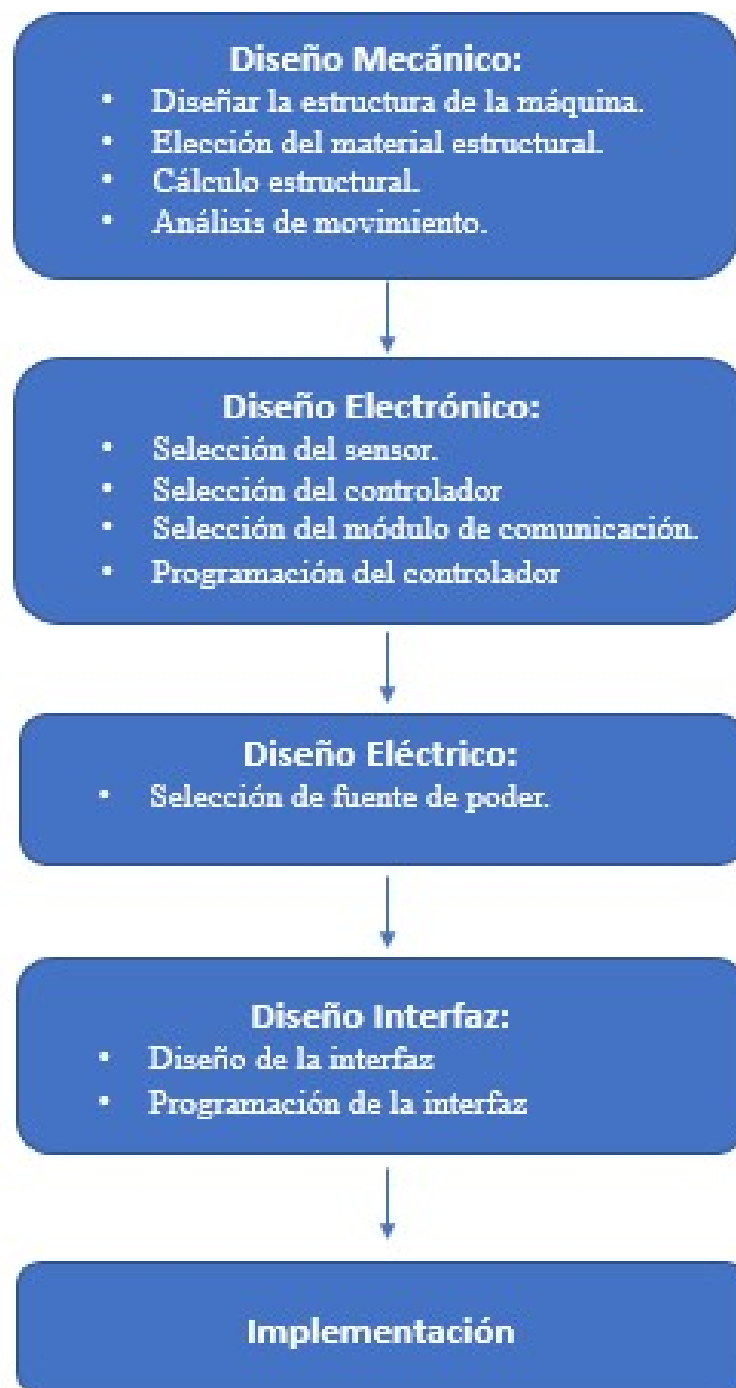 Diseño Mecánico:
• Diseñar la estructura de la máquina.
• Elección del material estructural.
• Cálculo estructural.
• Análisis de movimiento.
Diseño Electrónico:
• Selección del sensor.
• Selección del controlador
• Selección del módulo de comunicación.
• Programación del controlador
Diseño Eléctrico:
• Selección de fuente de poder.
Diseño Interfaz:
• Diseño de la interfaz
• Programación de la interfaz
Implementación